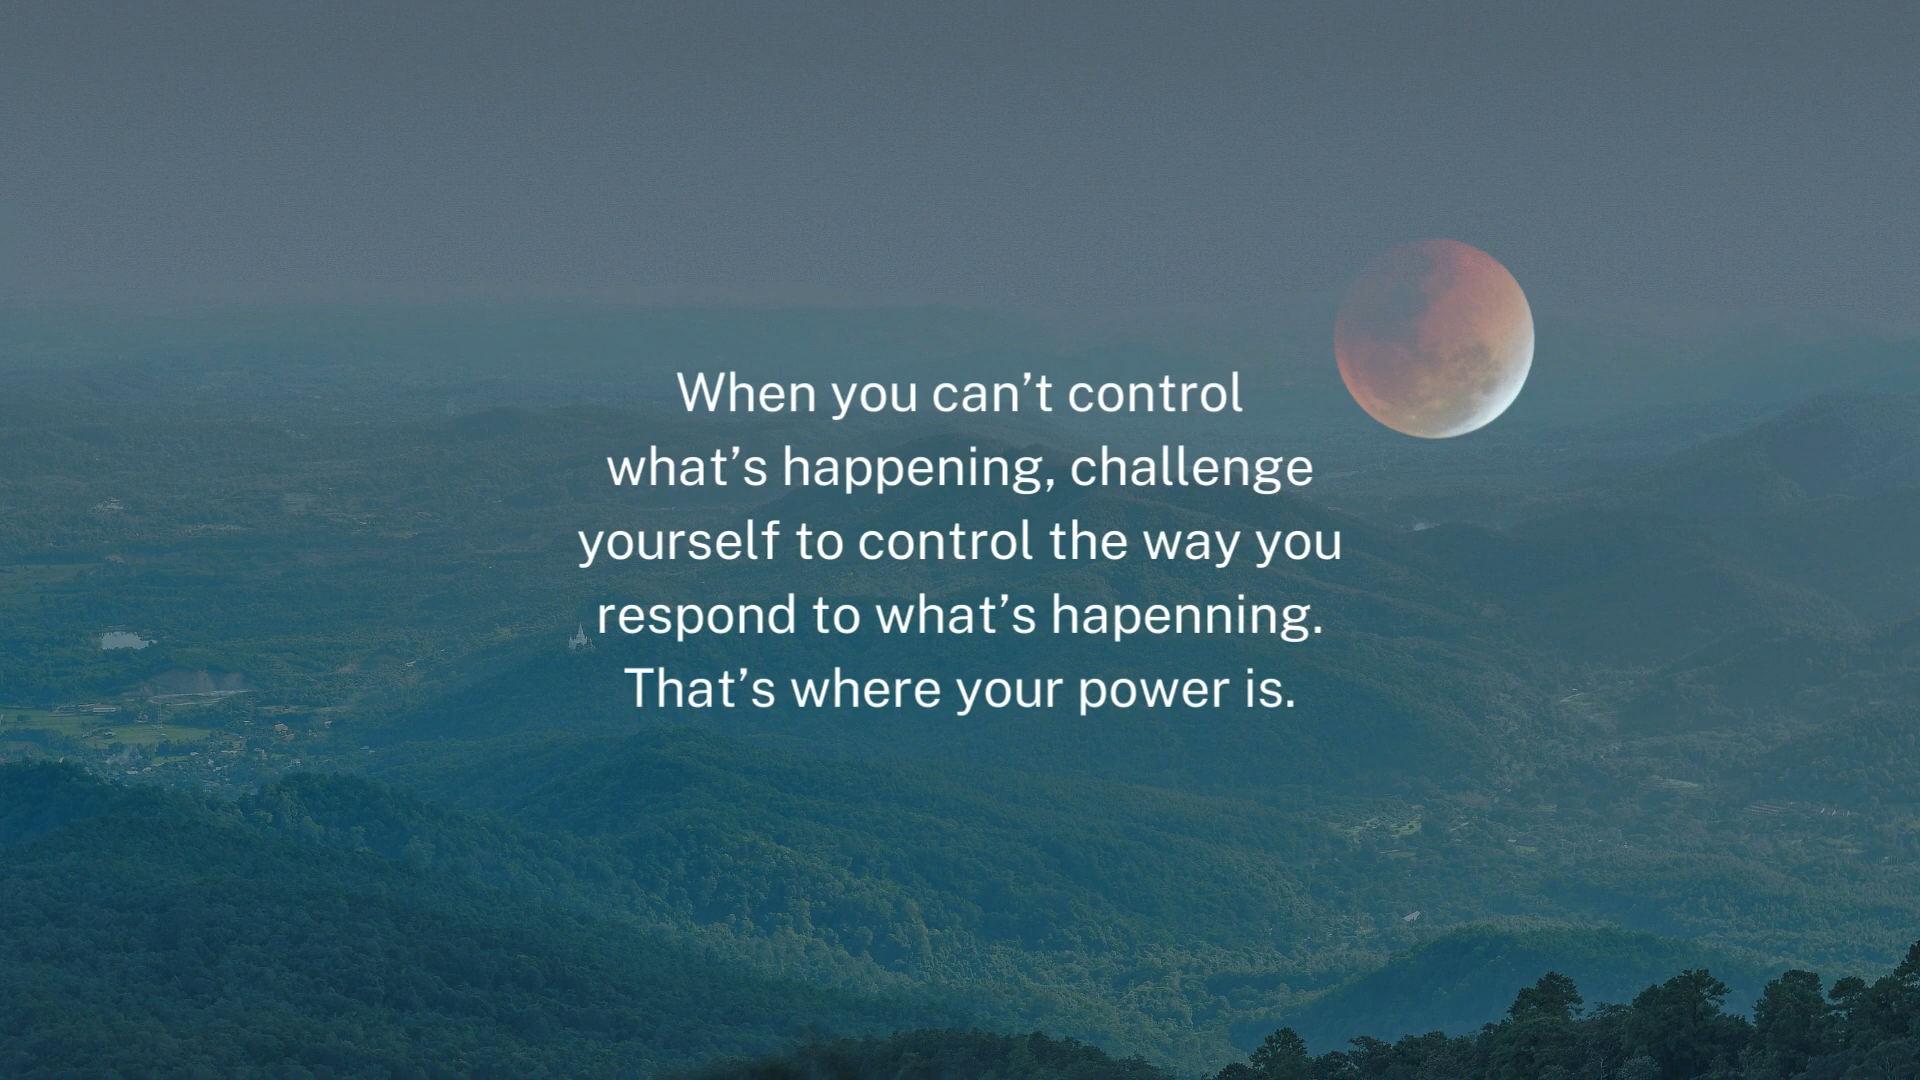 When you can’t control
what’s happening, challenge
yourself to control the way you
respond to what’s hapenning.
That’s where your power is.